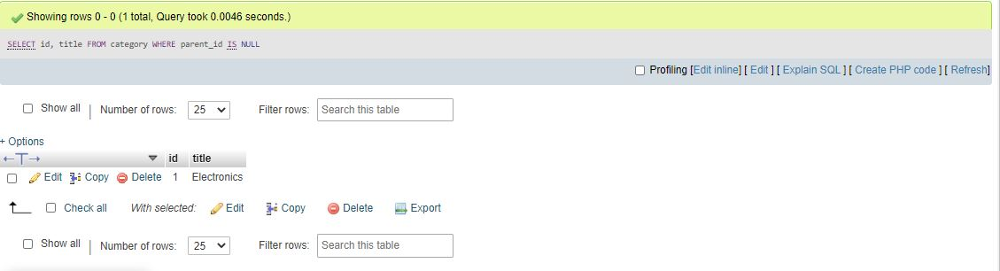 Showing rows 0 - 0 (1 total, Query took 0.0046 seconds.)
SELECT id, title FROM category WHERE parent_id IS NULL
Profiling [Edit inline] [ Edit ] [ Explain SQL ] [ Create PHP code ] [ Refresh]
Show all | Number of rows: 25 Filter rows: Search this table
+ Options
←T→ ▼ id title
Edit Copy Delete 1 Electronics
Check all With selected: Edit Copy Delete Export
Show all | Number of rows: 25 Filter rows: Search this table